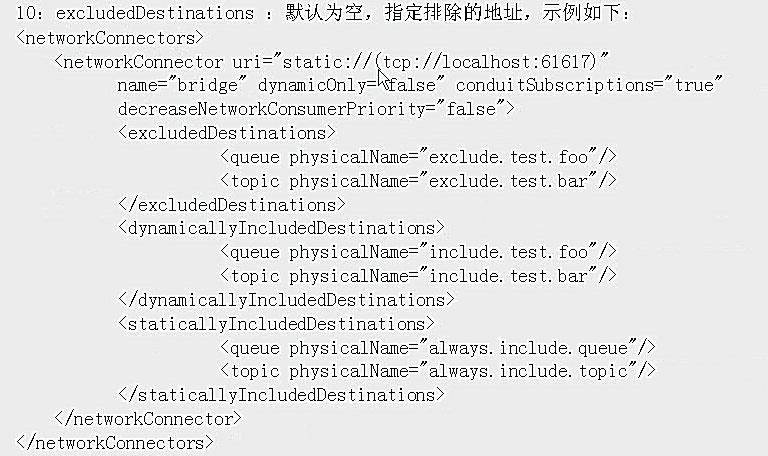 10：excludedDestinations ：默认为空，指定排除的地址，示例如下：
<networkConnectors>
<networkConnector uri="static://(tcp://localhost:61617)"
name="bridge" dynamicOnly="false" conduitSubscriptions="true"
decreaseNetworkConsumerPriority="false">
<excludedDestinations>
<queue physicalName="exclude.test.foo"/>
<topic physicalName="exclude.test.bar"/>
</excludedDestinations>
<dynamicallyIncludedDestinations>
<queue physicalName="include.test.foo"/>
<topic physicalName="include.test.bar"/>
</dynamicallyIncludedDestinations>
<staticallyIncludedDestinations>
<queue physicalName="always.include.queue"/>
<topic physicalName="always.include.topic"/>
</staticallyIncludedDestinations>
</networkConnector>
</networkConnectors>